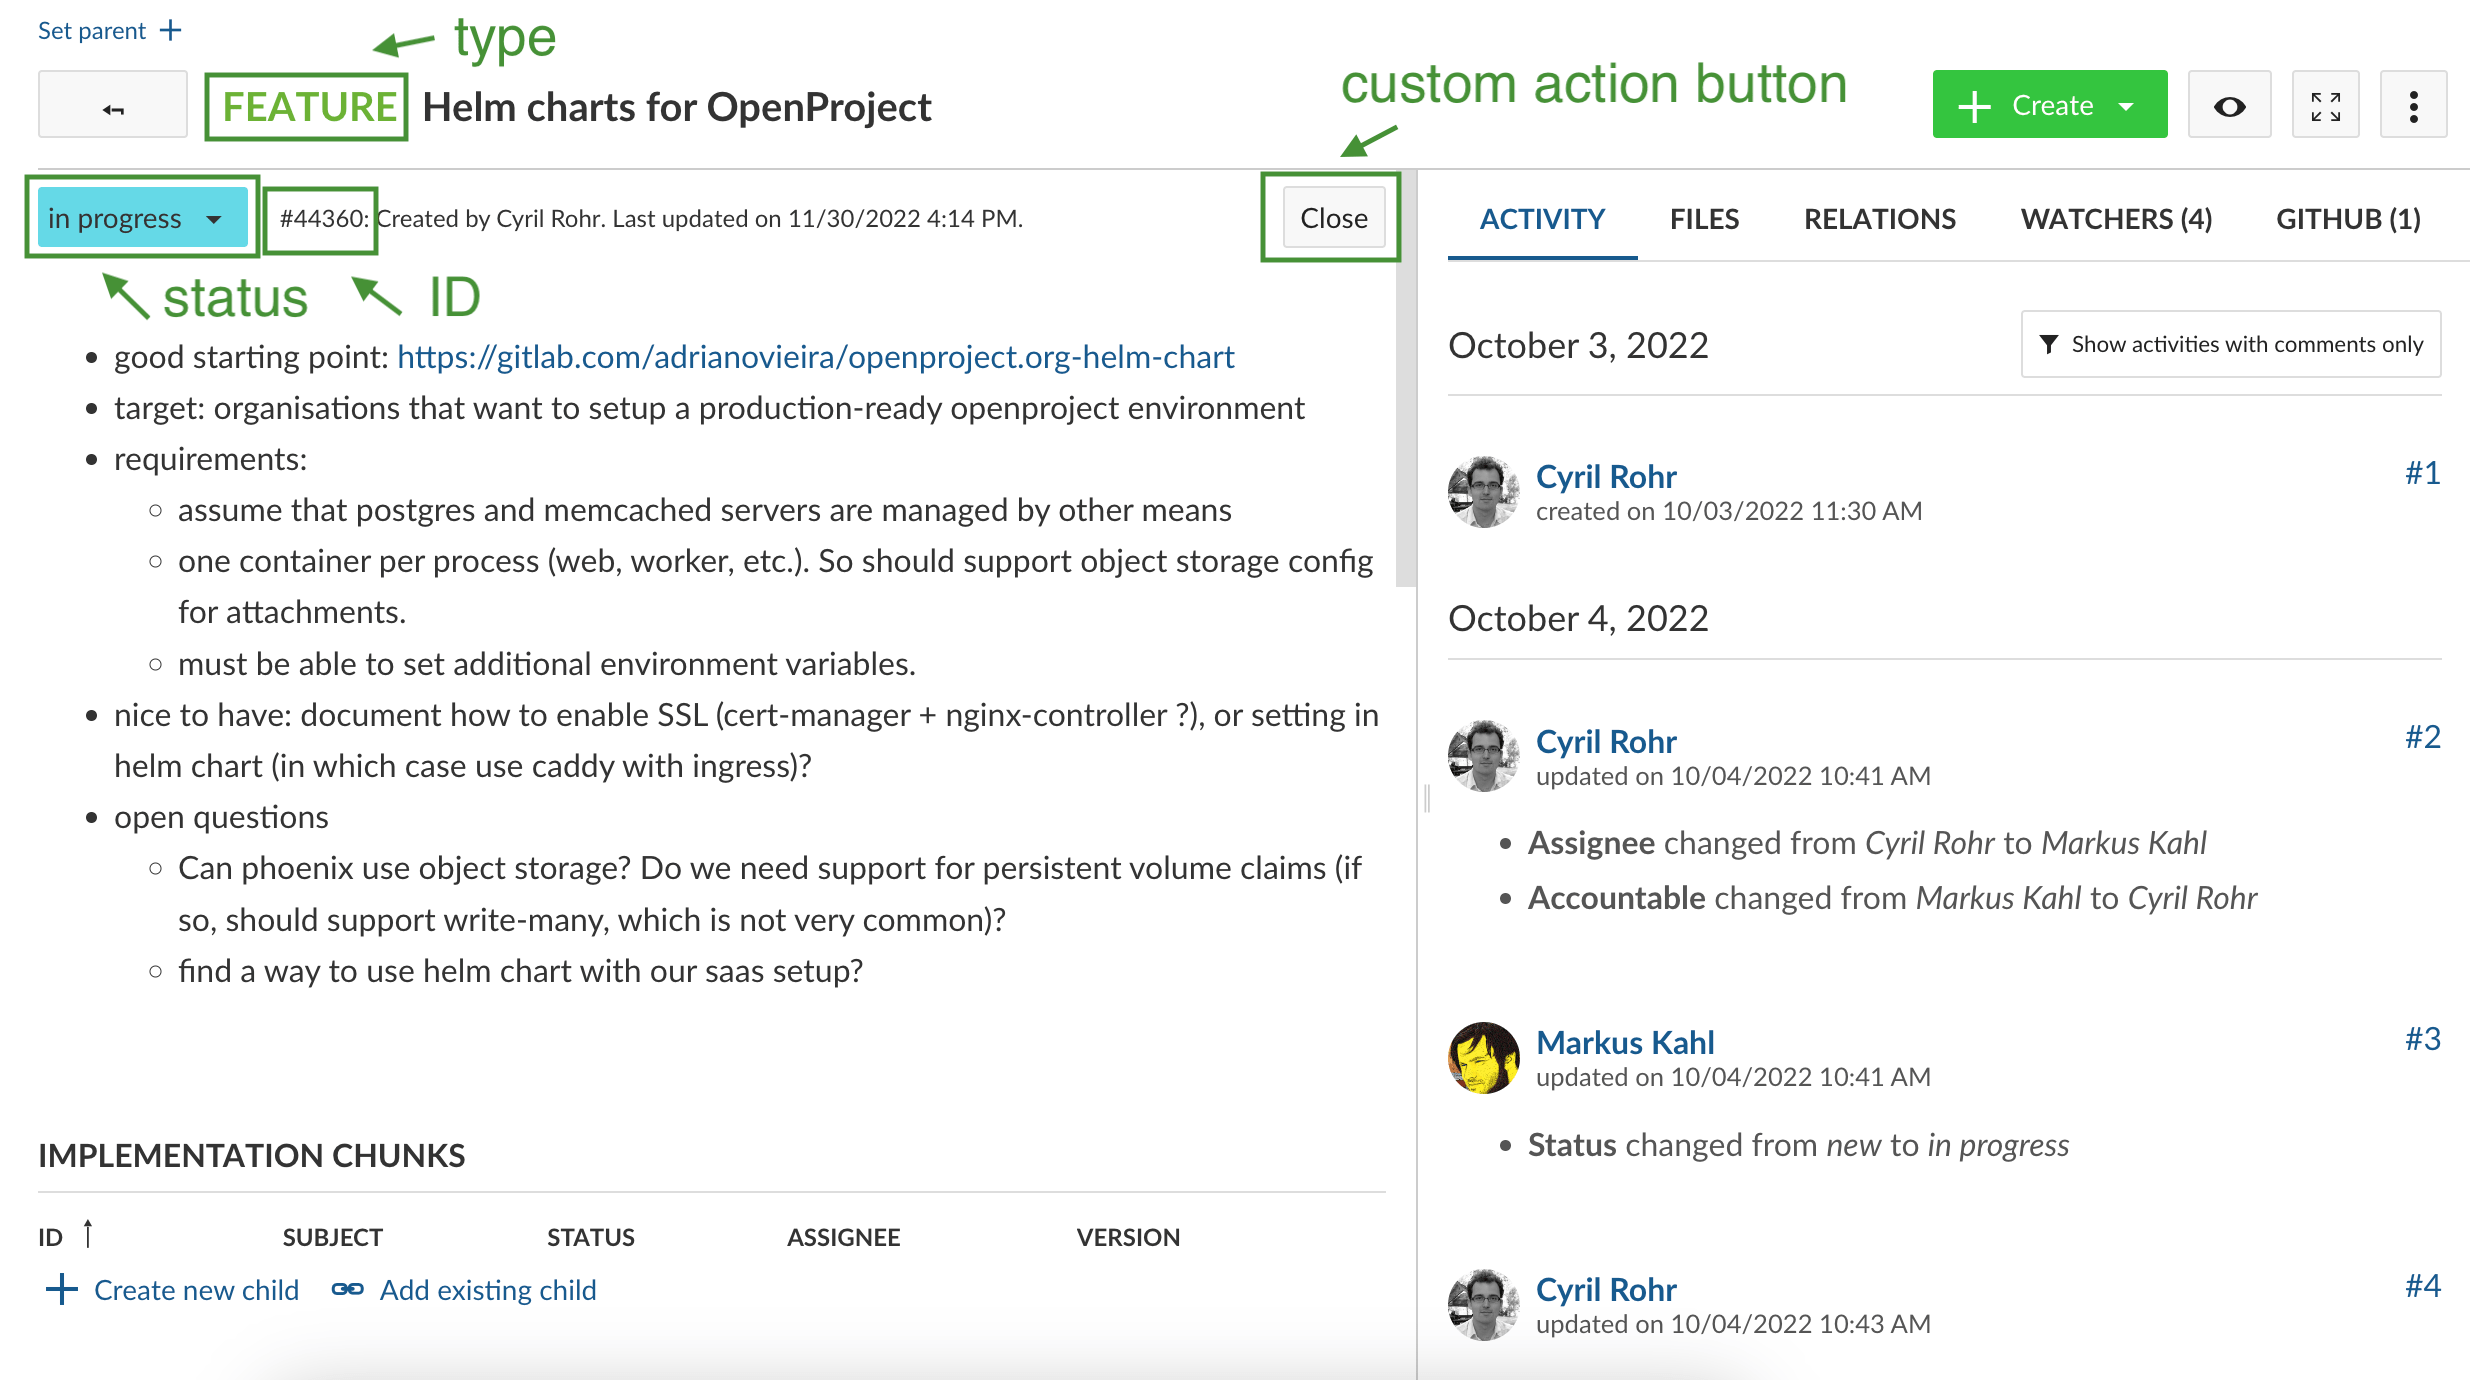 Set parent +
type
FEATURE Helm charts for OpenProject
custom action button
Create
in progress
#44360: Created by Cyril Rohr. Last updated on 11/30/2022 4:14 PM.
Close
status
ID
• good starting point: https://gitlab.com/adrianovieira/openproject.org-helm-chart
• target: organisations that want to setup a production-ready openproject environment
• requirements:
○ assume that postgres and memcached servers are managed by other means
○ one container per process (web, worker, etc.). So should support object storage config
for attachments.
○ must be able to set additional environment variables.
• nice to have: document how to enable SSL (cert-manager + nginx-controller ?), or setting in
helm chart (in which case use caddy with ingress)?
• open questions
○ Can phoenix use object storage? Do we need support for persistent volume claims (if
so, should support write-many, which is not very common)?
○ find a way to use helm chart with our saas setup?
IMPLEMENTATION CHUNKS
ID SUBJECT STATUS ASSIGNEE VERSION
Create new child Add existing child
ACTIVITY FILES RELATIONS WATCHERS (4) GITHUB (1)
October 3, 2022
Show activities with comments only
Cyril Rohr #1
created on 10/03/2022 11:30 AM
October 4, 2022
Cyril Rohr #2
updated on 10/04/2022 10:41 AM
• Assignee changed from Cyril Rohr to Markus Kahl
• Accountable changed from Markus Kahl to Cyril Rohr
Markus Kahl #3
updated on 10/04/2022 10:41 AM
• Status changed from new to in progress
Cyril Rohr #4
updated on 10/04/2022 10:43 AM